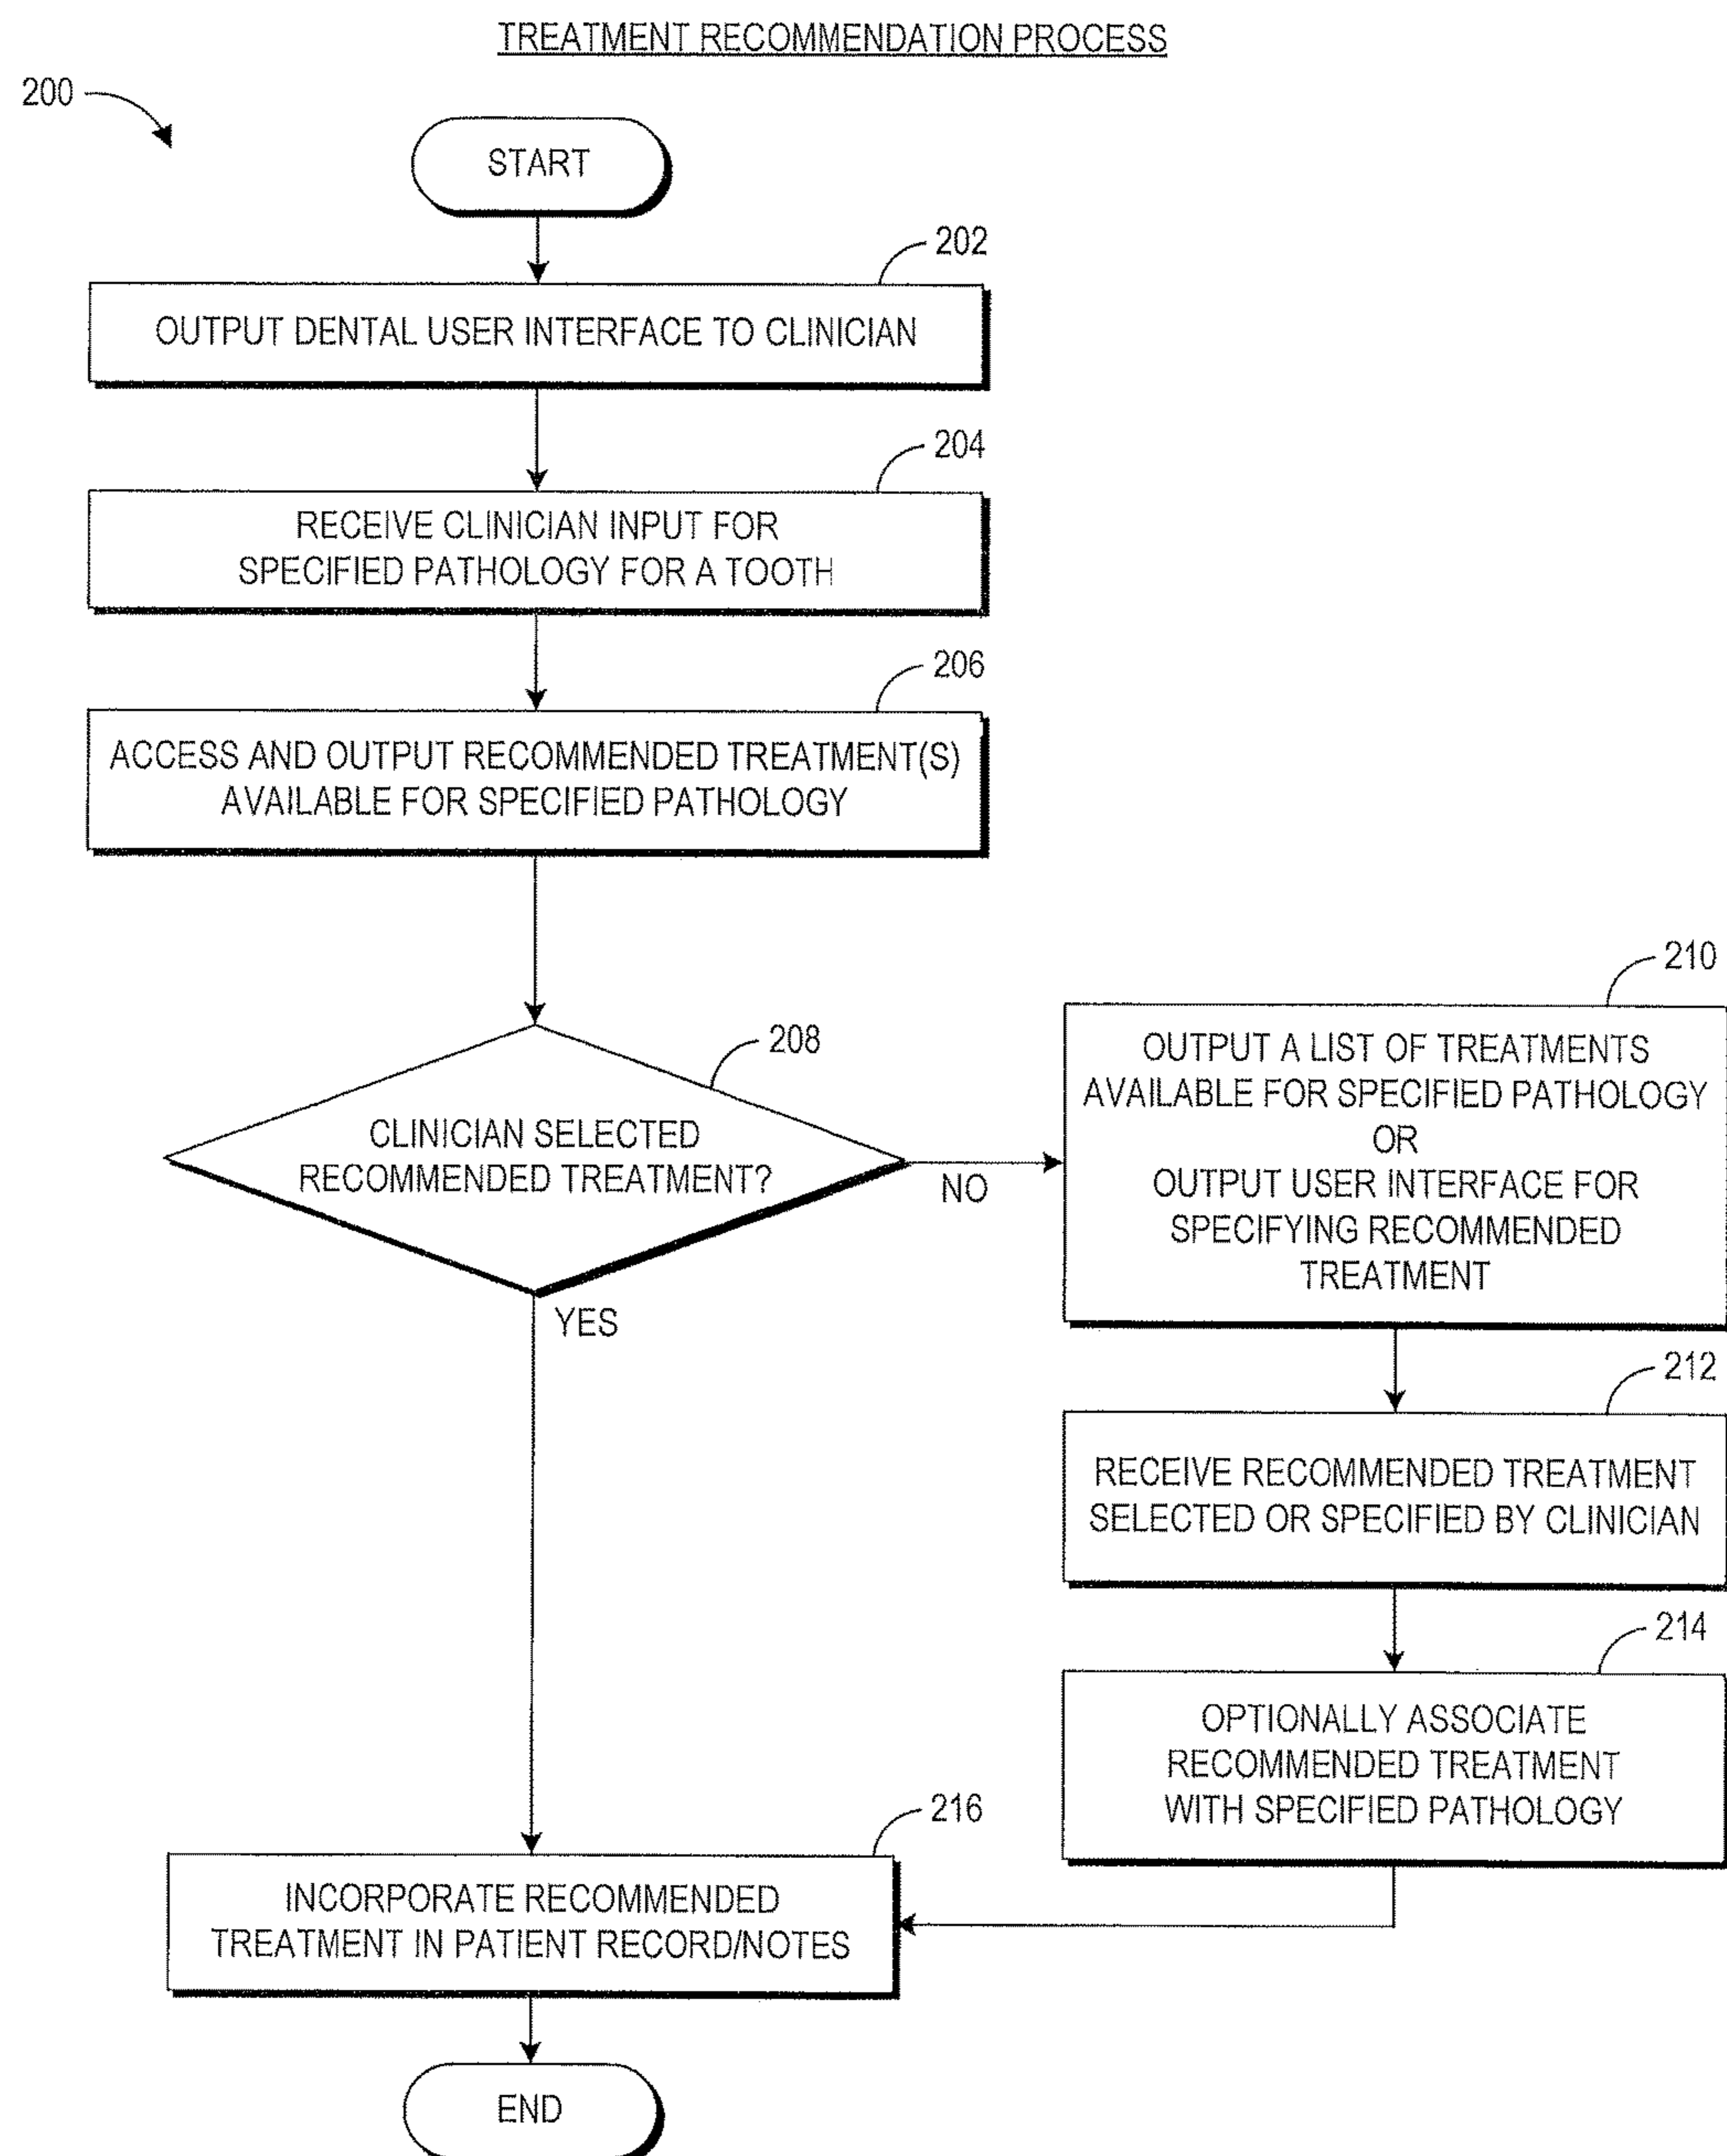 TREATMENT RECOMMENDATION PROCESS
200
START
202
OUTPUT DENTAL USER INTERFACE TO CLINICIAN
204
RECEIVE CLINICIAN INPUT FOR
SPECIFIED PATHOLOGY FOR A TOOTH
206
ACCESS AND OUTPUT RECOMMENDED TREATMENT(S)
AVAILABLE FOR SPECIFIED PATHOLOGY
208
CLINICIAN SELECTED
RECOMMENDED TREATMENT?
NO
YES
210
OUTPUT A LIST OF TREATMENTS
AVAILABLE FOR SPECIFIED PATHOLOGY
OR
OUTPUT USER INTERFACE FOR
SPECIFYING RECOMMENDED
TREATMENT
212
RECEIVE RECOMMENDED TREATMENT
SELECTED OR SPECIFIED BY CLINICIAN
214
OPTIONALLY ASSOCIATE
RECOMMENDED TREATMENT
WITH SPECIFIED PATHOLOGY
216
INCORPORATE RECOMMENDED
TREATMENT IN PATIENT RECORD/NOTES
END